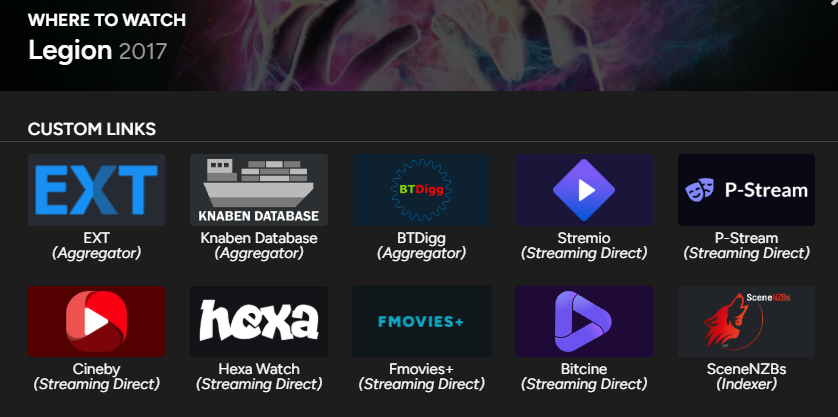 WHERE TO WATCH
Legion 2017
CUSTOM LINKS
EXT
KNABEN DATABASE
BTDigg
P-Stream
EXT
(Aggregator)
Knaben Database
(Aggregator)
BTDigg
(Aggregator)
Stremio
(Streaming Direct)
P-Stream
(Streaming Direct)
hexa
FMOVIES+
SceneNZBs
Cineby
(Streaming Direct)
Hexa Watch
(Streaming Direct)
Fmovies+
(Streaming Direct)
Bitcine
(Streaming Direct)
SceneNZBs
(Indexer)